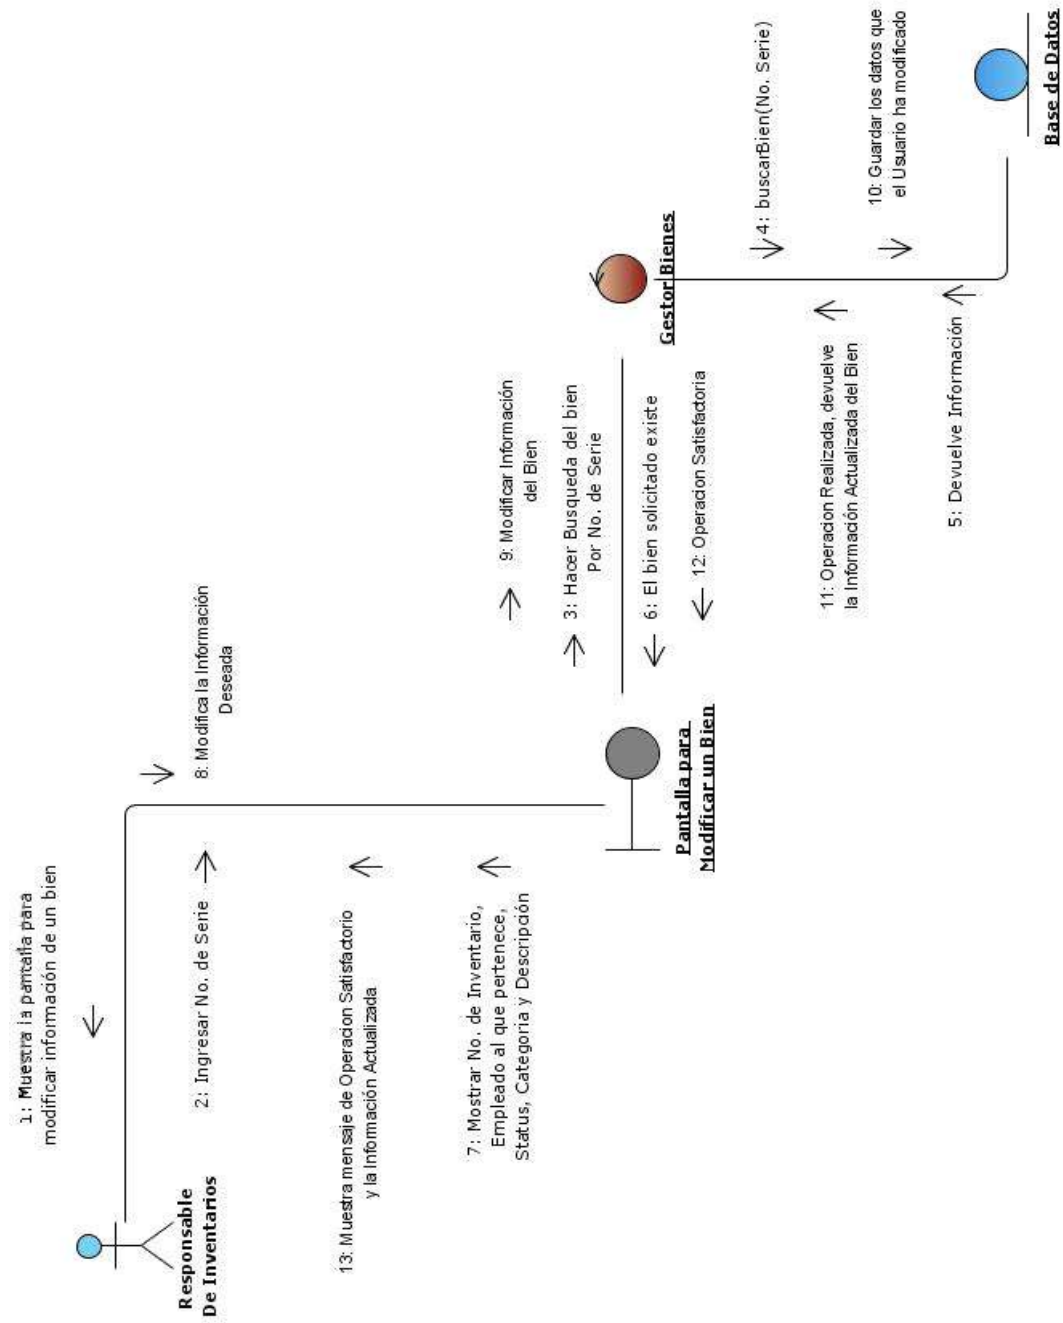 1: Muestra la pantalla para
modificar información de un bien
Responsable
De Inventarios
2: Ingresar No. de Serie
8: Modifica la Información
Deseada
13: Muestra mensaje de Operacion Satisfactorio
y la Información Actualizada
7: Mostrar No. de Inventario,
Empleado al que pertenece,
Status, Categoria y Descripción
Pantalla para
Modificar un Bien
9: Modificar Información
del Bien
3: Hacer Busqueda del bien
Por No. de Serie
6: El bien solicitado existe
12: Operacion Satisfactoria
Gestor Bienes
4: buscarBien(No. Serie)
11: Operacion Realizada, devuelve
la Información Actualizada del Bien
10: Guardar los datos que
el Usuario ha modificado
5: Devuelve Información
Base de Datos